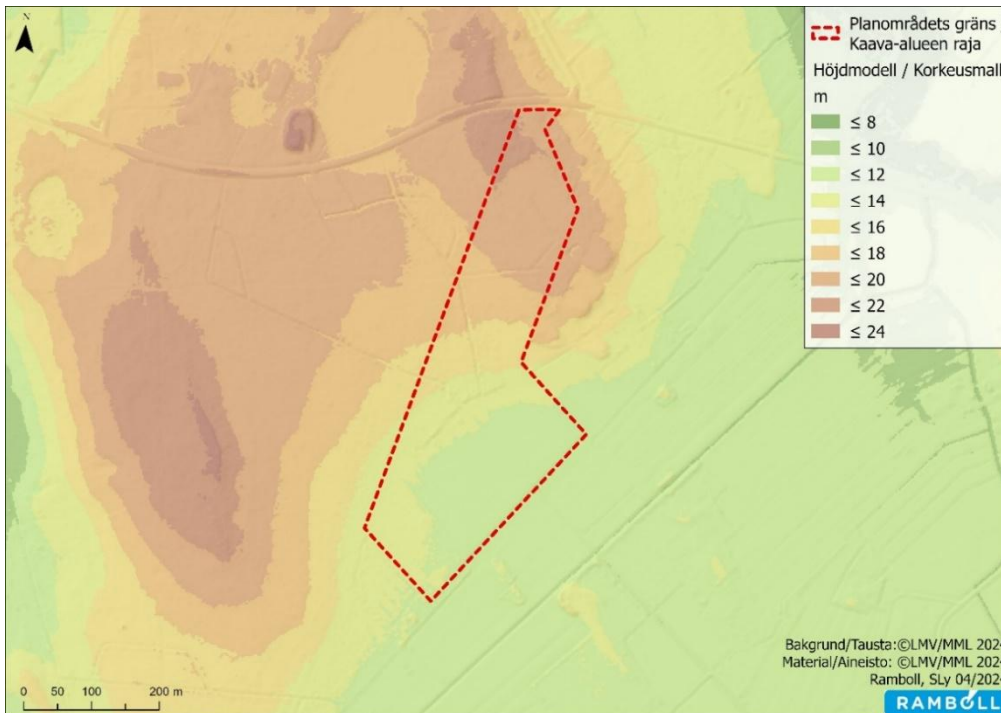 N
Planområdets gräns /
Kaava-alueen raja
Höjdmodell / Korkeusmall
m
≤ 8
≤ 10
≤ 12
≤ 14
≤ 16
≤ 18
≤ 20
≤ 22
≤ 24
0 50 100 200 m
Bakgrund/Tausta:©LMV/MML 2024
Material/Aineisto: ©LMV/MML 2024
Ramboll, SLy 04/2024
RAMBOLL